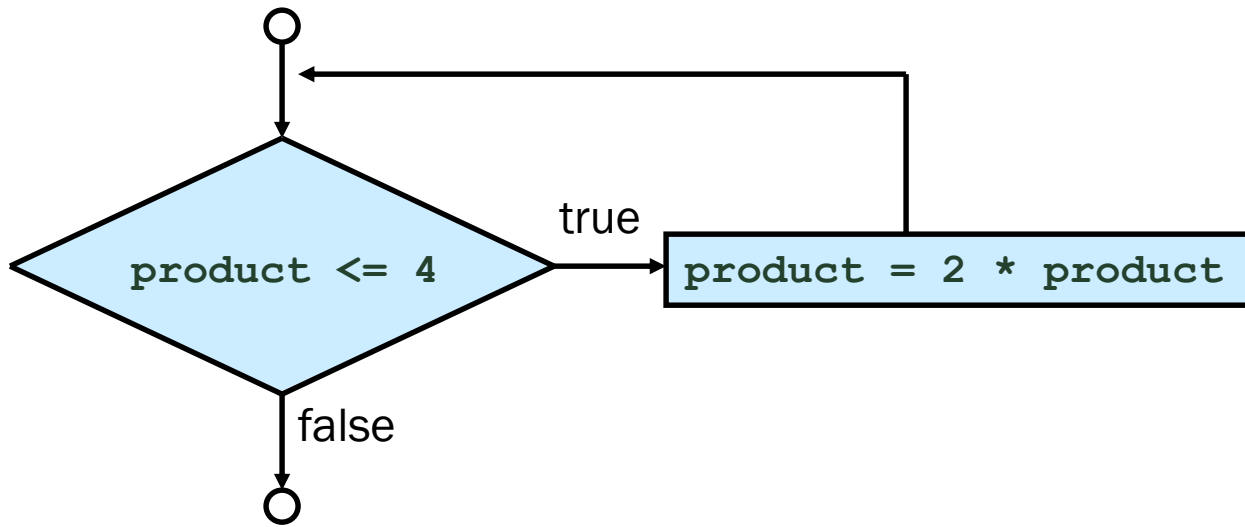 true
product <= 4
product = 2 * product
false